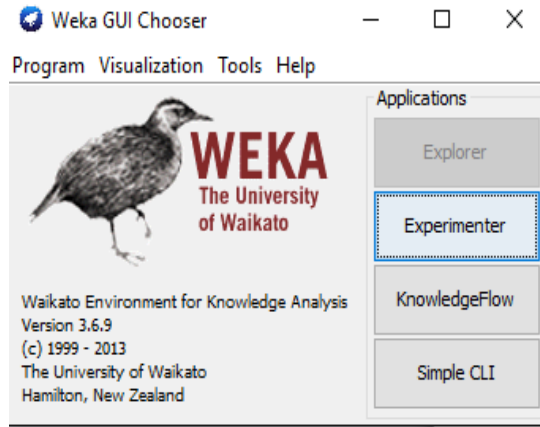 Weka GUI Chooser
Program Visualization Tools Help
WEKA
The University
of Waikato
Waikato Environment for Knowledge Analysis
Version 3.6.9
(c) 1999 - 2013
The University of Waikato
Hamilton, New Zealand
Applications
Explorer
Experimenter
KnowledgeFlow
Simple CLI